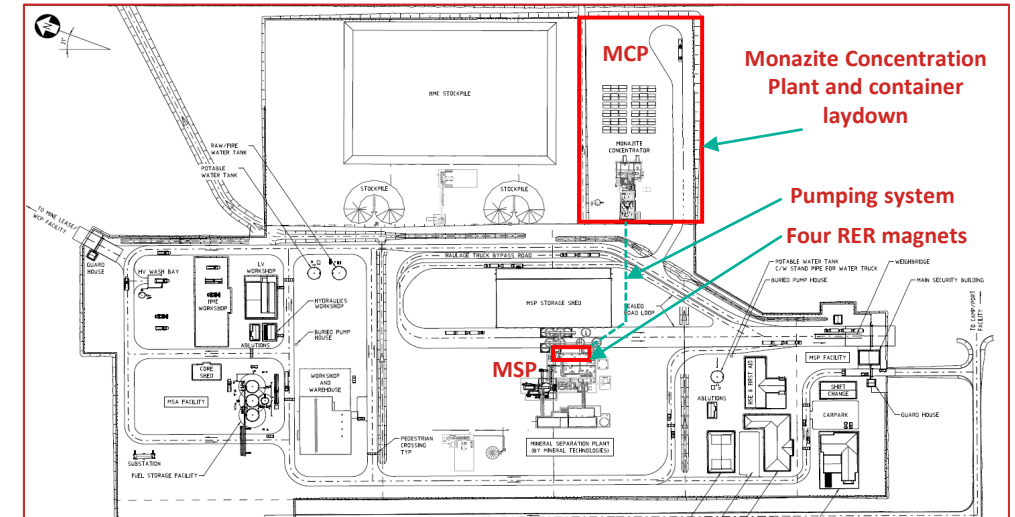 21°
MCP
Monazite Concentration
Plant and container
laydown
HMC STOCKPILE
MONAZITE
CONCENTRATOR
RAW/FIRE
WATER TANK
POTABLE
WATER TANK
STOCKPILE
STOCKPILE
Pumping system
Four RER magnets
TO MINE LEASE/
WCP FACILITY
GUARD
HOUSE
HV WASH BAY
LV
WORKSHOP
HME
WORKSHOP
HYDRAULICS
WORKSHOP
ABLUTIONS
BURIED PUMP
HOUSE
HAULAGE TRUCK BYPASS ROAD
MSP STORAGE SHED
SEALED
ROAD LOOP
POTABLE WATER TANK
C/W STAND PIPE FOR WATER TRUCK
BURIED PUMP HOUSE
WEIGHBRIDGE
MAIN SECURITY BUILDING
TO CAMP/PORT
FACILITY
CORE
SHED
MSA FACILITY
WORKSHOP
AND
WAREHOUSE
MSP
ABLUTIONS
HSE & FIRST AID
MSP FACILITY
SHIFT
CHANGE
CARPARK
GUARD HOUSE
PEDESTRIAN
CROSSING
TYP
MINERAL SEPARATION PLANT
(BY MINERAL TECHNOLOGIES)
SUBSTATION
FUEL STORAGE FACILITY